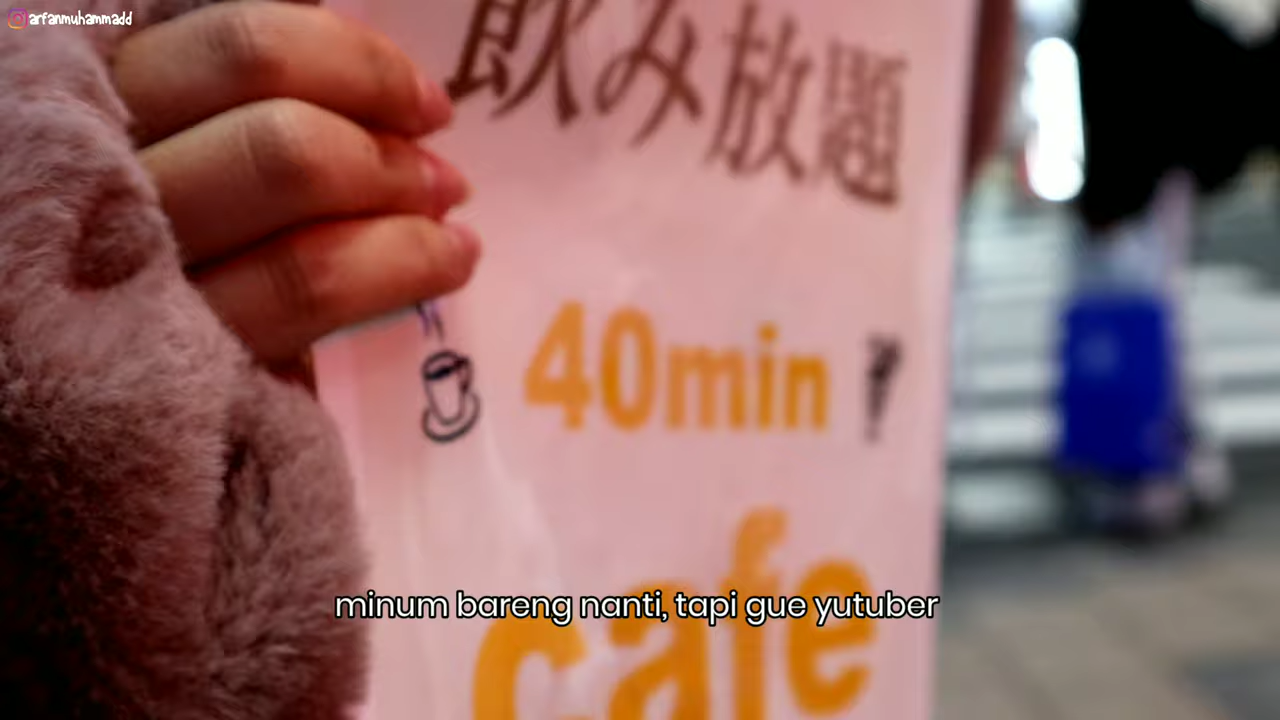 arfanmuhammadd
飲み放題
40min
cafe
minum bareng nanti, tapi gue yutuber